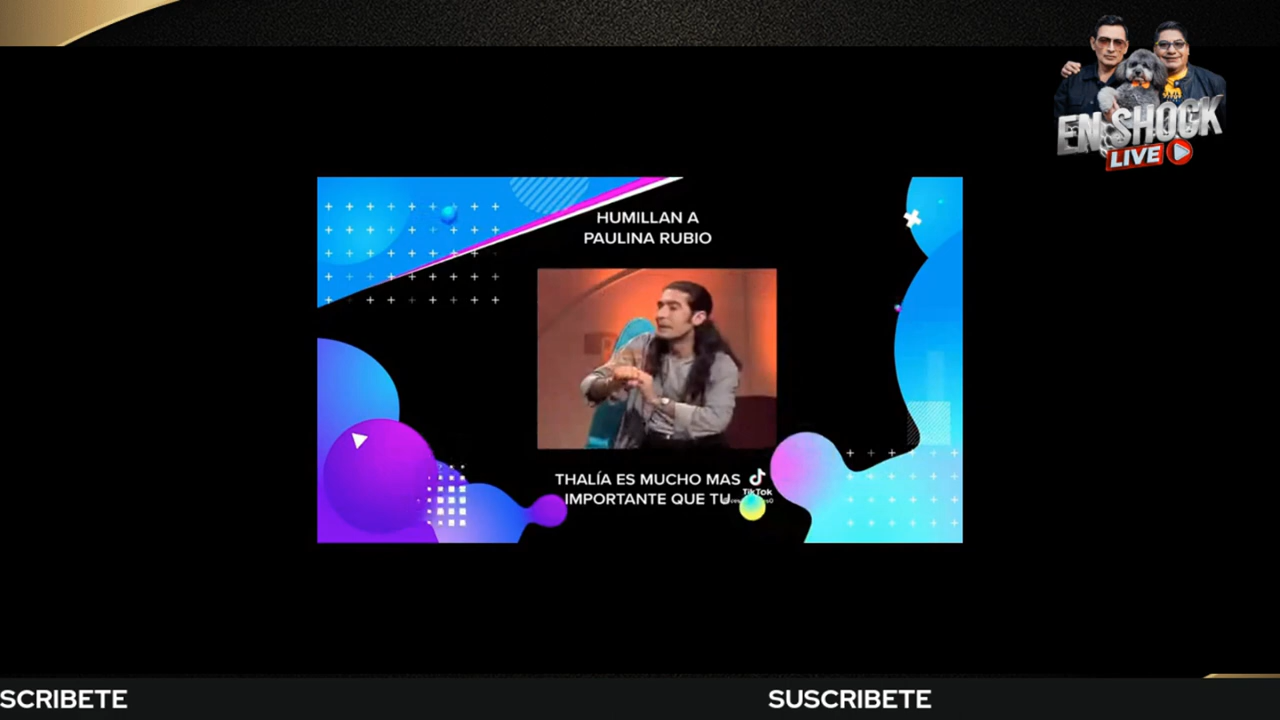 EN SHOCK
LIVE
HUMILLAN A
PAULINA RUBIO
THALÍA ES MUCHO MAS
IMPORTANTE QUE TU
TikTok
SCRIBETE
SUSCRIBETE